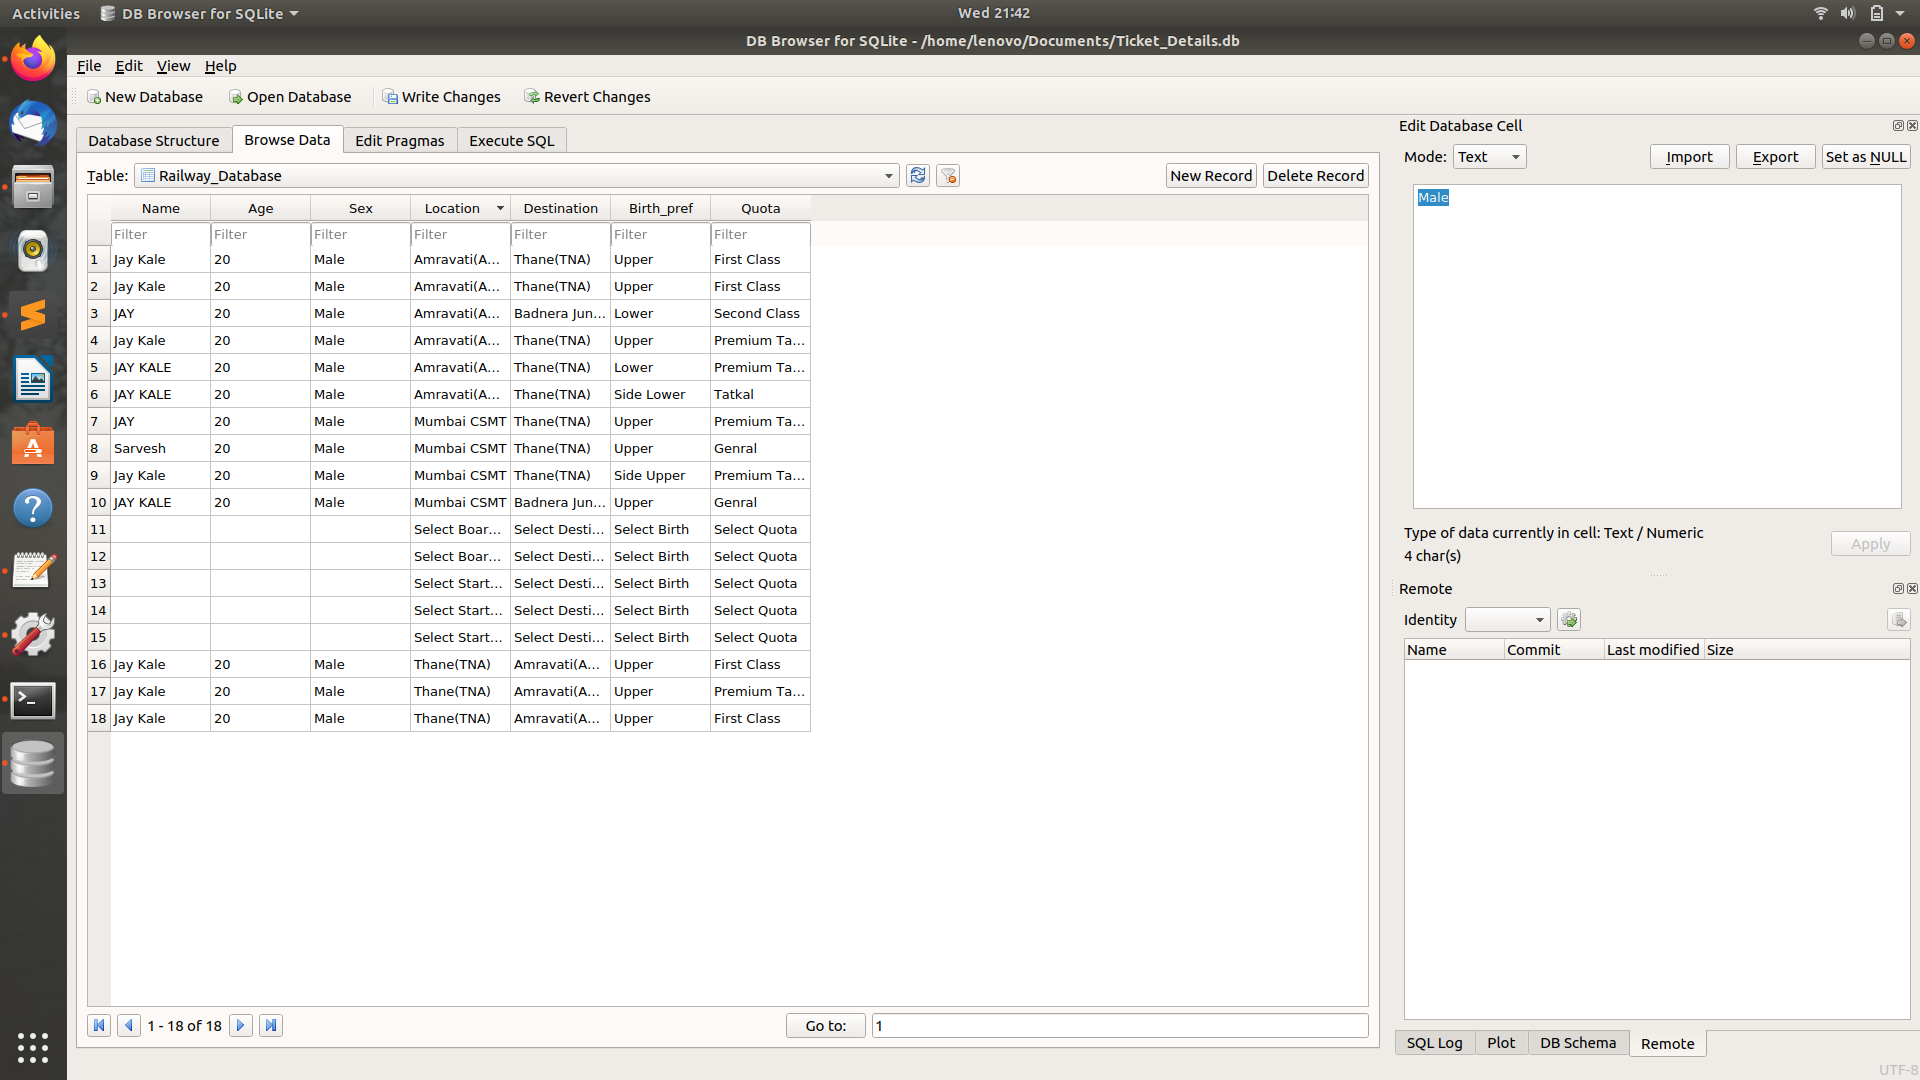 Activities DB Browser for SQLite Wed 21:42
DB Browser for SQLite - /home/lenovo/Documents/Ticket_Details.db
File Edit View Help
New Database Open Database Write Changes Revert Changes
Database Structure Browse Data Edit Pragmas Execute SQL
Table: Railway_Database New Record Delete Record
Name Age Sex Location Destination Birth_pref Quota
Filter Filter Filter Filter Filter Filter Filter
1 Jay Kale 20 Male Amravati(A... Thane(TNA) Upper First Class
2 Jay Kale 20 Male Amravati(A... Thane(TNA) Upper First Class
3 JAY 20 Male Amravati(A... Badnera Jun... Lower Second Class
4 Jay Kale 20 Male Amravati(A... Thane(TNA) Upper Premium Ta...
5 JAY KALE 20 Male Amravati(A... Thane(TNA) Lower Premium Ta...
6 JAY KALE 20 Male Amravati(A... Thane(TNA) Side Lower Tatkal
7 JAY 20 Male Mumbai CSMT Thane(TNA) Upper Premium Ta...
8 Sarvesh 20 Male Mumbai CSMT Thane(TNA) Upper Genral
9 Jay Kale 20 Male Mumbai CSMT Thane(TNA) Side Upper Premium Ta...
10 JAY KALE 20 Male Mumbai CSMT Badnera Jun... Upper Genral
11 Select Boar... Select Desti... Select Birth Select Quota
12 Select Boar... Select Desti... Select Birth Select Quota
13 Select Start... Select Desti... Select Birth Select Quota
14 Select Start... Select Desti... Select Birth Select Quota
15 Select Start... Select Desti... Select Birth Select Quota
16 Jay Kale 20 Male Thane(TNA) Amravati(A... Upper First Class
17 Jay Kale 20 Male Thane(TNA) Amravati(A... Upper Premium Ta...
18 Jay Kale 20 Male Thane(TNA) Amravati(A... Upper First Class
1 - 18 of 18 Go to: 1
Edit Database Cell
Mode: Text Import Export Set as NULL
Male
Type of data currently in cell: Text / Numeric
4 char(s)
Apply
Remote
Identity
Name Commit Last modified Size
SQL Log Plot DB Schema Remote
UTF-8